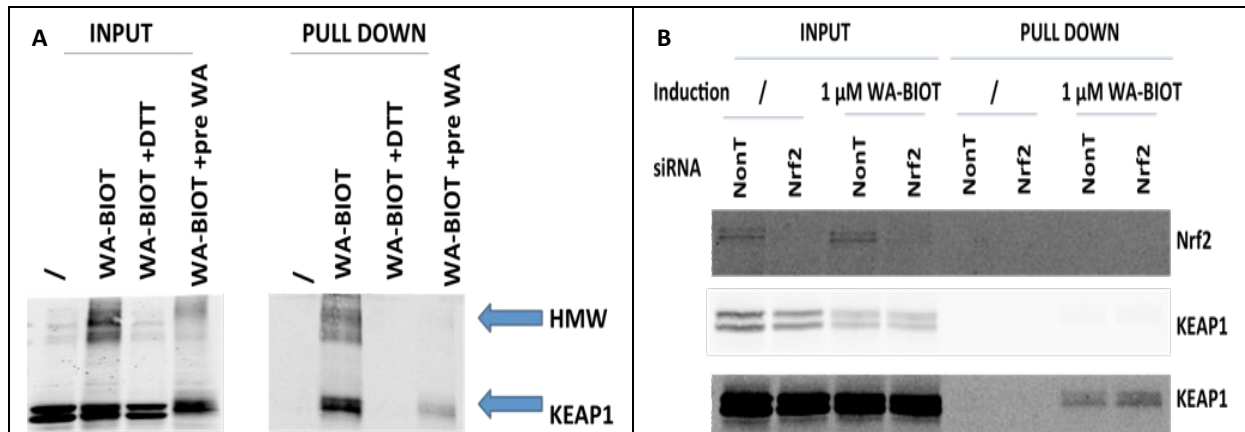 A
INPUT
PULL DOWN
/
WA-BIOT
WA-BIOT +DTT
WA-BIOT +pre WA
/
WA-BIOT
WA-BIOT +DTT
WA-BIOT +pre WA
HMW
KEAP1
B
INPUT
PULL DOWN
Induction / 1 µM WA-BIOT / 1 µM WA-BIOT
siRNA NonT Nrf2 NonT Nrf2 NonT Nrf2 NonT Nrf2
Nrf2
KEAP1
KEAP1